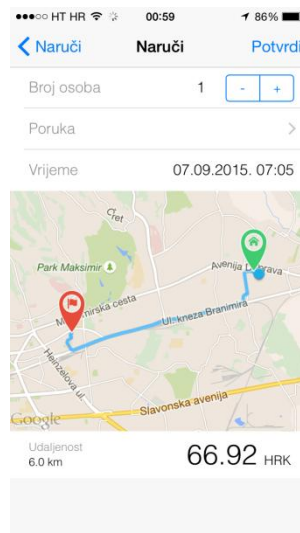 HT HR 00:59 86%
Naruči Naruči Potvrdi
Broj osoba 1 - +
Poruka
Vrijeme 07.09.2015. 07:05
Čret
Park Maksimir
Avenija Dubrava
Maksimirska cesta
Ul. kneza Branimira
Heinzelova ul.
Slavonska avenija
Google
Udaljenost
6.0 km 66.92 HRK